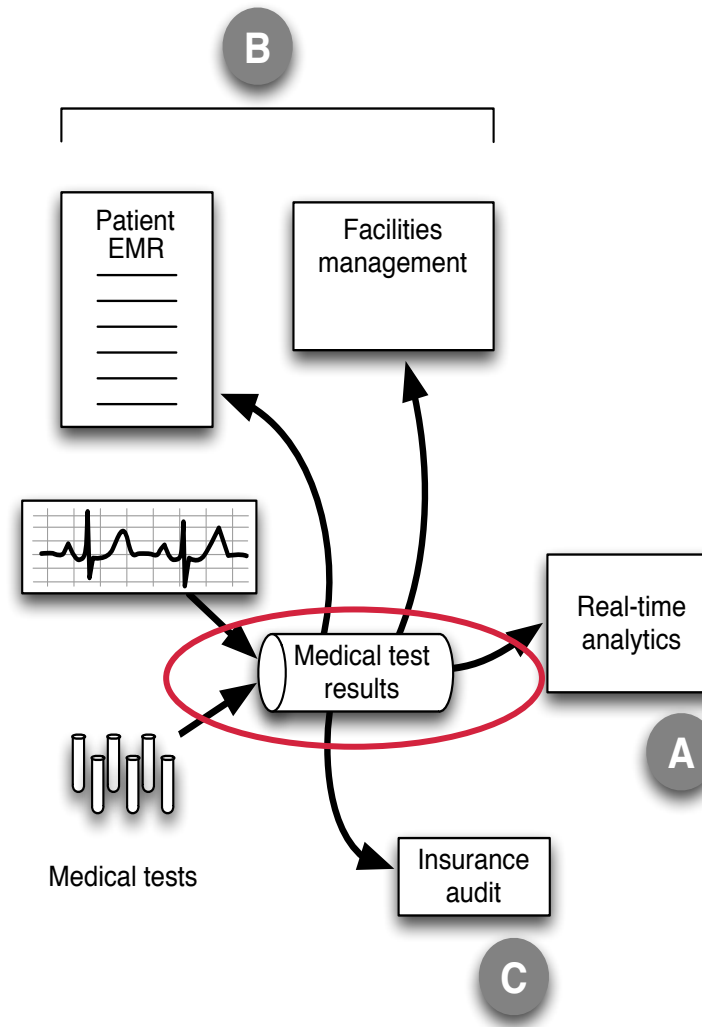 B
Patient
EMR
Facilities
management
Real-time
analytics
Medical test
results
A
Medical tests
Insurance
audit
C